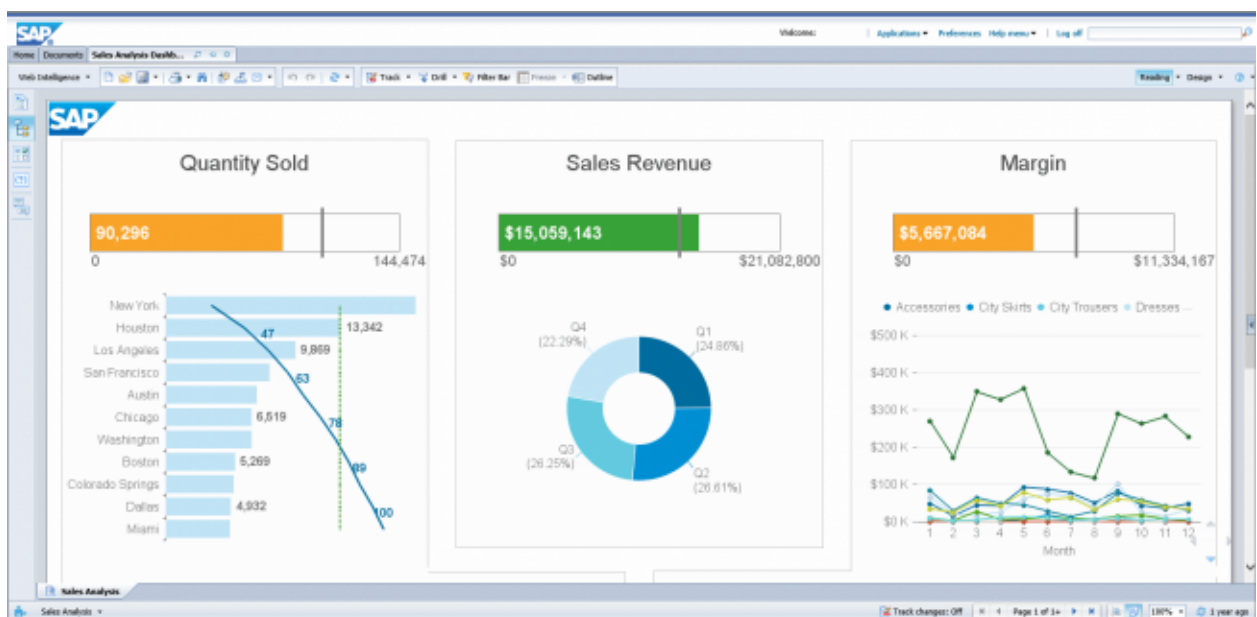 SAP
Welcome: Applications Preferences Help menu Log off
Home Documents Sales Analysis Dashb...
Web Intelligence Track Drill Filter Bar Freeze Outline Reading Design
SAP
Quantity Sold
90,296
0 144,474
New York
Houston 47 13,342
Los Angeles 9,869
San Francisco 63
Austin
Chicago 6,519 78
Washington
Boston 5,269 89
Colorado Springs
Dallas 4,932 100
Miami
Sales Revenue
$15,059,143
$0 $21,082,800
Q4 (22.29%)
Q1 (24.86%)
Q3 (26.25%)
Q2 (26.61%)
Margin
$5,667,084
$0 $11,334,167
Accessories City Skirts City Trousers Dresses ...
$500 K
$400 K
$300 K
$200 K
$100 K
$0 K
1 2 3 4 5 6 7 8 9 10 11 12
Month
Sales Analysis
Sales Analysis Track changes: Off Page 1 of 1+ 100% 1 year ago